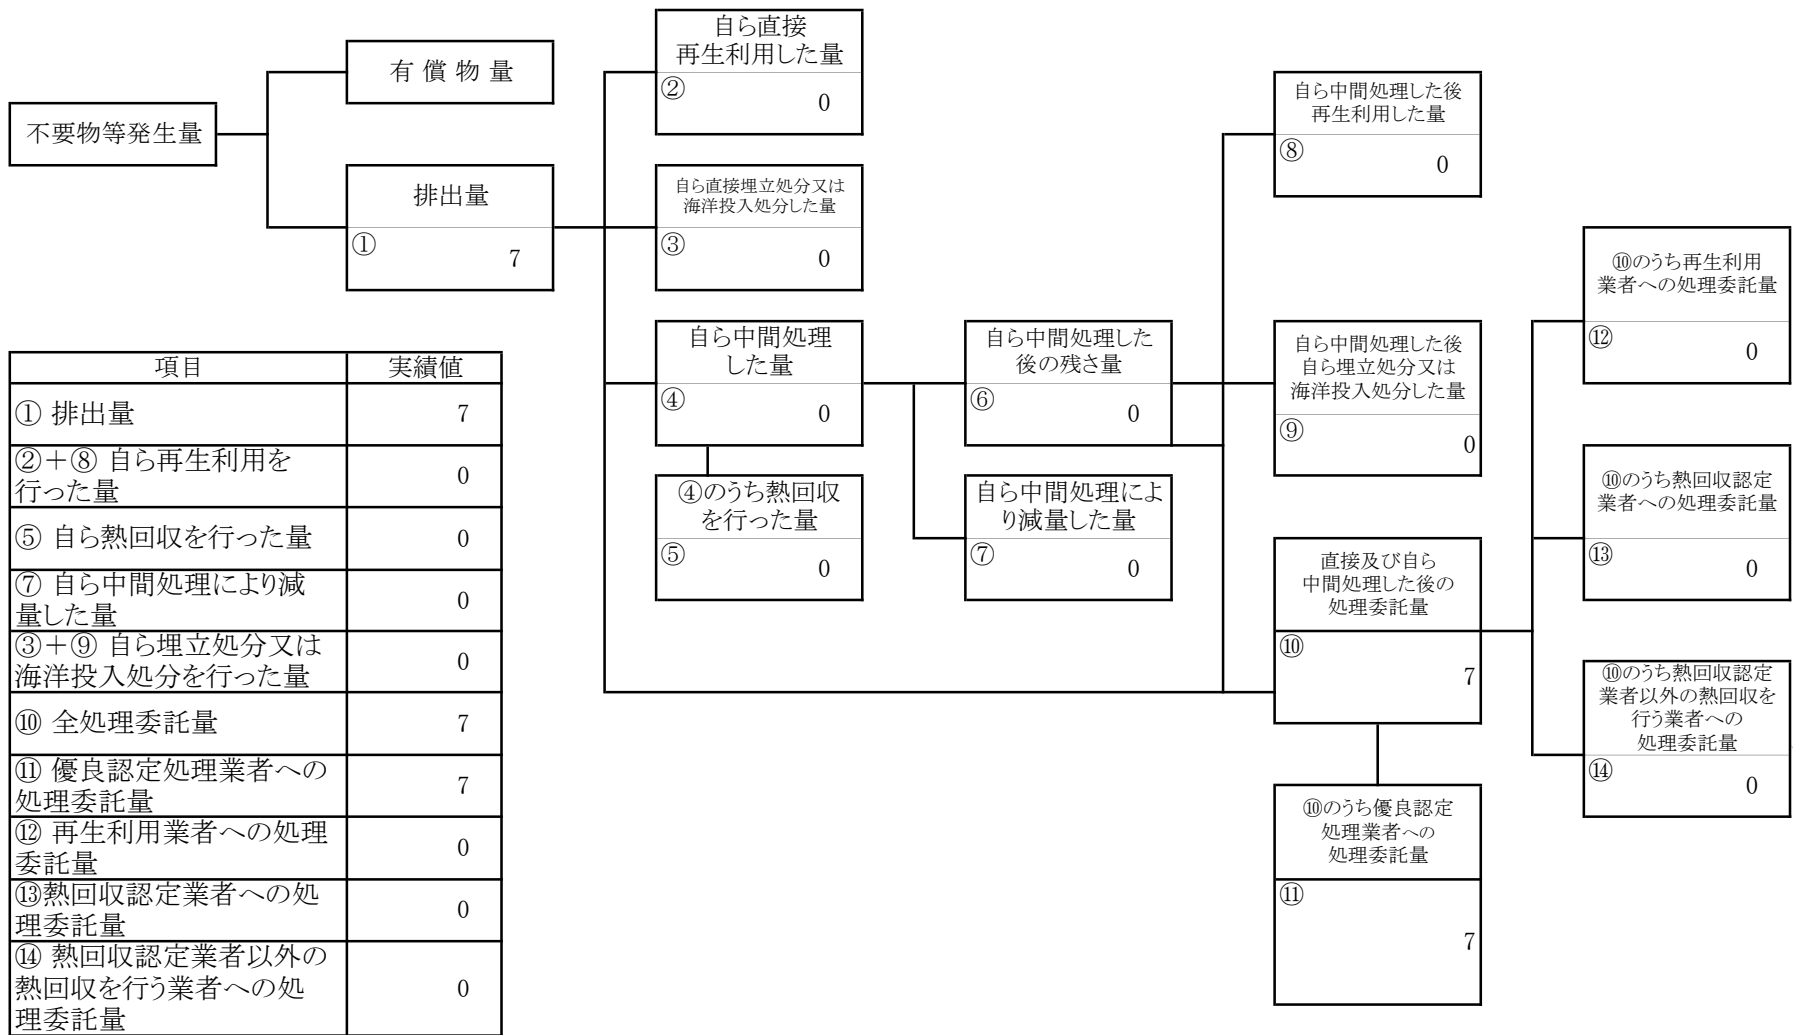 不要物等発生量
有償物量
排出量
①
7
自ら直接
再生利用した量
②
0
自ら直接埋立処分又は
海洋投入処分した量
③
0
自ら中間処理
した量
④
0
④のうち熱回収
を行った量
⑤
0
自ら中間処理した
後の残さ量
⑥
0
自ら中間処理によ
り減量した量
⑦
0
自ら中間処理した後
再生利用した量
⑧
0
自ら中間処理した後
自ら埋立処分又は
海洋投入処分した量
⑨
0
直接及び自ら
中間処理した後の
処理委託量
⑩
7
⑩のうち優良認定
処理業者への
処理委託量
⑪
7
⑩のうち再生利用
業者への処理委託量
⑫
0
⑩のうち熱回収認定
業者への処理委託量
⑬
0
⑩のうち熱回収認定
業者以外の熱回収を
行う業者への
処理委託量
⑭
0
項目 実績値
① 排出量 7
②+⑧ 自ら再生利用を
行った量 0
⑤ 自ら熱回収を行った量 0
⑦ 自ら中間処理により減
量した量 0
③+⑨ 自ら埋立処分又は
海洋投入処分を行った量 0
⑩ 全処理委託量 7
⑪ 優良認定処理業者への
処理委託量 7
⑫ 再生利用業者への処理
委託量 0
⑬熱回収認定業者への処
理委託量 0
⑭ 熱回収認定業者以外の
熱回収を行う業者への処
理委託量 0